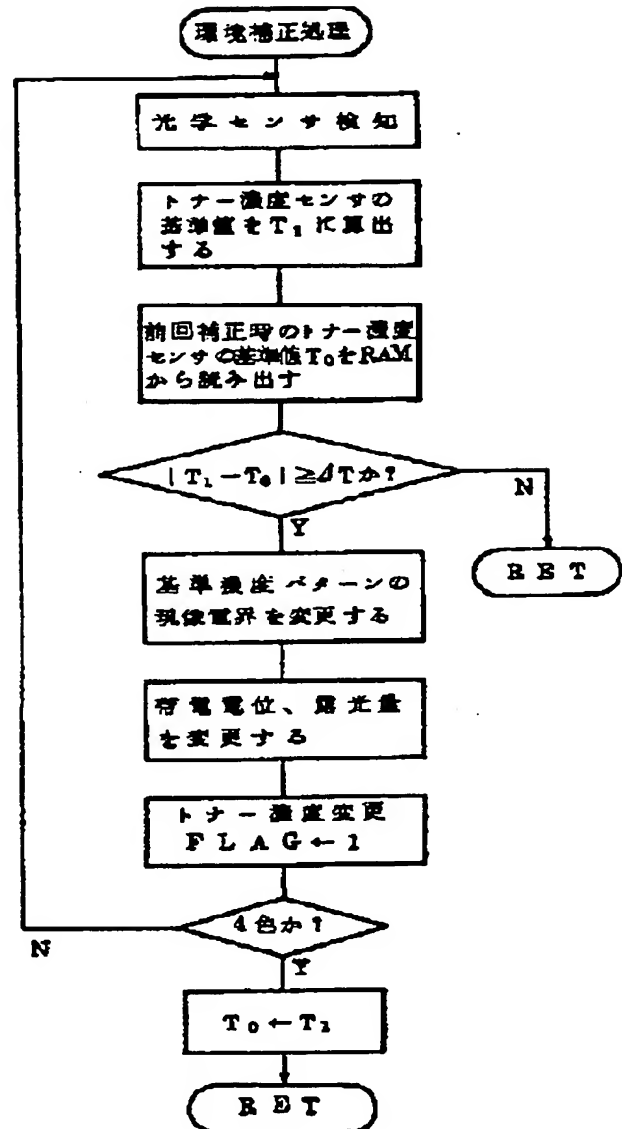 環境補正処理
光学センサ検知
トナー濃度センサの
基準値をT₁に算出
する
前回補正時のトナー濃度
センサの基準値T₀をRAM
から読み出す
|T₁−T₀|≧ΔTか?
N
Y
RET
基準濃度パターンの
現像電界を変更する
帯電電位、露光量
を変更する
トナー濃度変更
FLAG←1
4色か?
N
Y
T₀←T₁
RET